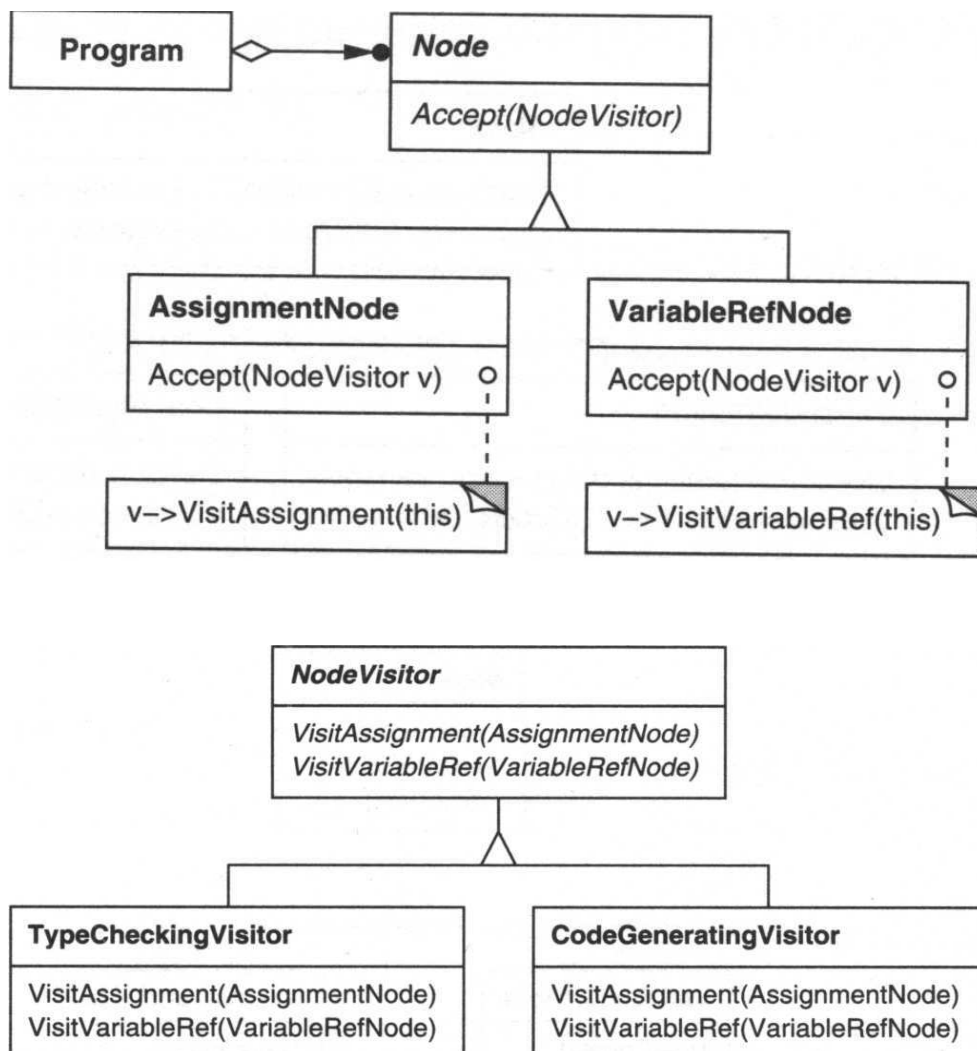 Program
Node
Accept(NodeVisitor)
AssignmentNode
Accept(NodeVisitor v)
VariableRefNode
Accept(NodeVisitor v)
v–>VisitAssignment(this)
v–>VisitVariableRef(this)
NodeVisitor
VisitAssignment(AssignmentNode)
VisitVariableRef(VariableRefNode)
TypeCheckingVisitor
VisitAssignment(AssignmentNode)
VisitVariableRef(VariableRefNode)
CodeGeneratingVisitor
VisitAssignment(AssignmentNode)
VisitVariableRef(VariableRefNode)